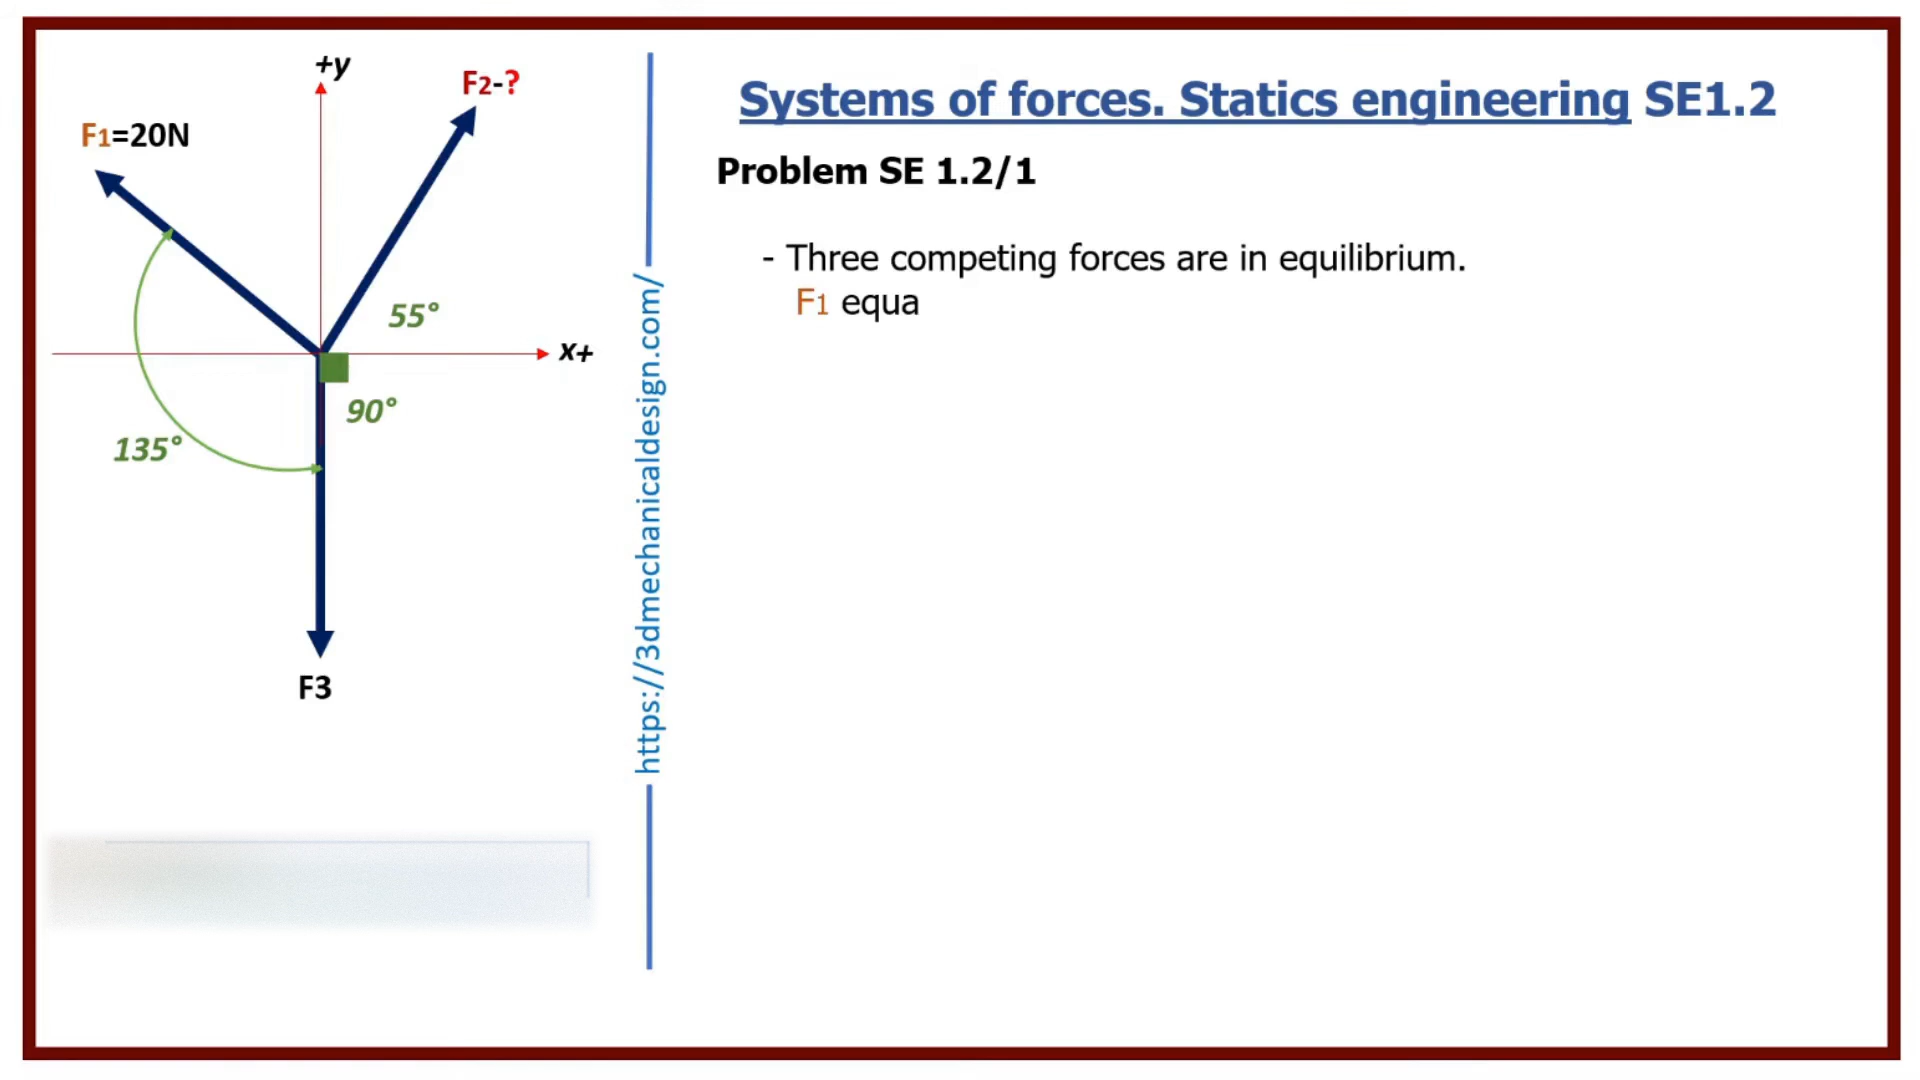 +y
F2-?
F1=20N
55°
x+
90°
135°
F3
https://3dmechanicaldesign.com/
Systems of forces. Statics engineering SE1.2
Problem SE 1.2/1
- Three competing forces are in equilibrium.
F1 equa